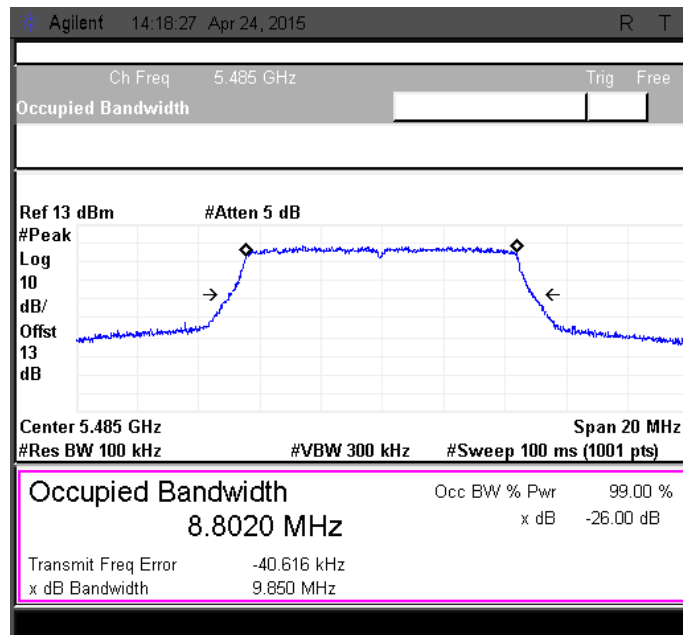 Agilent 14:18:27 Apr 24, 2015 R T
Ch Freq 5.485 GHz Trig Free
Occupied Bandwidth
Ref 13 dBm #Atten 5 dB
#Peak
Log
10
dB/
Offst
13
dB
Center 5.485 GHz Span 20 MHz
#Res BW 100 kHz #VBW 300 kHz #Sweep 100 ms (1001 pts)
Occupied Bandwidth Occ BW % Pwr 99.00 %
8.8020 MHz x dB -26.00 dB
Transmit Freq Error -40.616 kHz
x dB Bandwidth 9.850 MHz